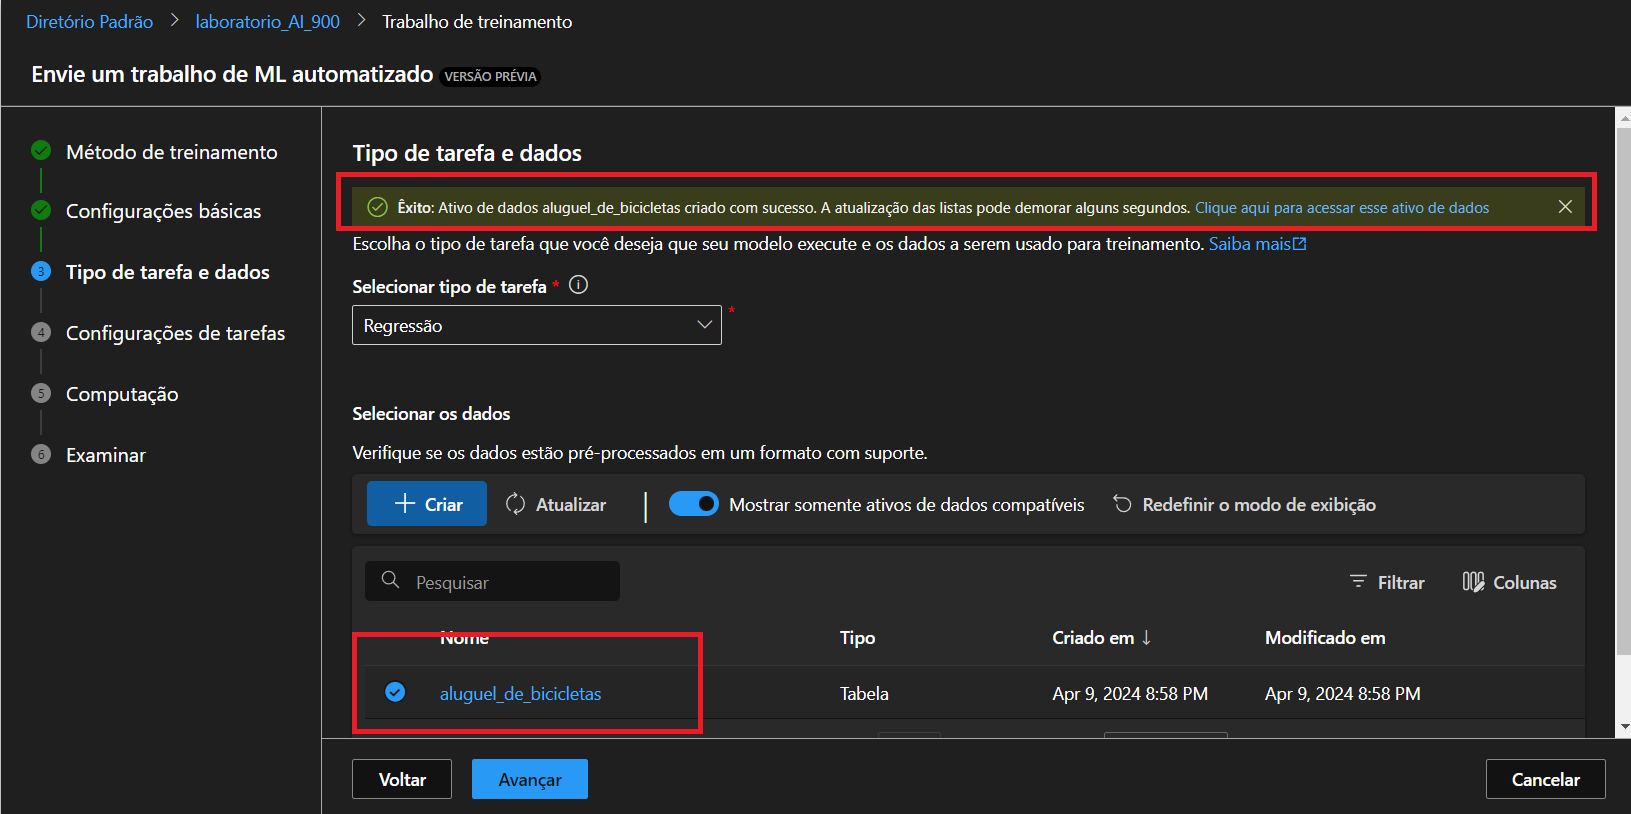 Diretório Padrão > laboratorio_AI_900 > Trabalho de treinamento
Envie um trabalho de ML automatizado VERSÃO PRÉVIA
Método de treinamento
Configurações básicas
3 Tipo de tarefa e dados
4 Configurações de tarefas
5 Computação
6 Examinar
Tipo de tarefa e dados
Êxito: Ativo de dados aluguel_de_bicicletas criado com sucesso. A atualização das listas pode demorar alguns segundos. Clique aqui para acessar esse ativo de dados
Escolha o tipo de tarefa que você deseja que seu modelo execute e os dados a serem usado para treinamento. Saiba mais
Selecionar tipo de tarefa *
Regressão *
Selecionar os dados
Verifique se os dados estão pré-processados em um formato com suporte.
+ Criar Atualizar | Mostrar somente ativos de dados compatíveis Redefinir o modo de exibição
Pesquisar Filtrar Colunas
Nome Tipo Criado em ↓ Modificado em
aluguel_de_bicicletas Tabela Apr 9, 2024 8:58 PM Apr 9, 2024 8:58 PM
Voltar Avançar Cancelar